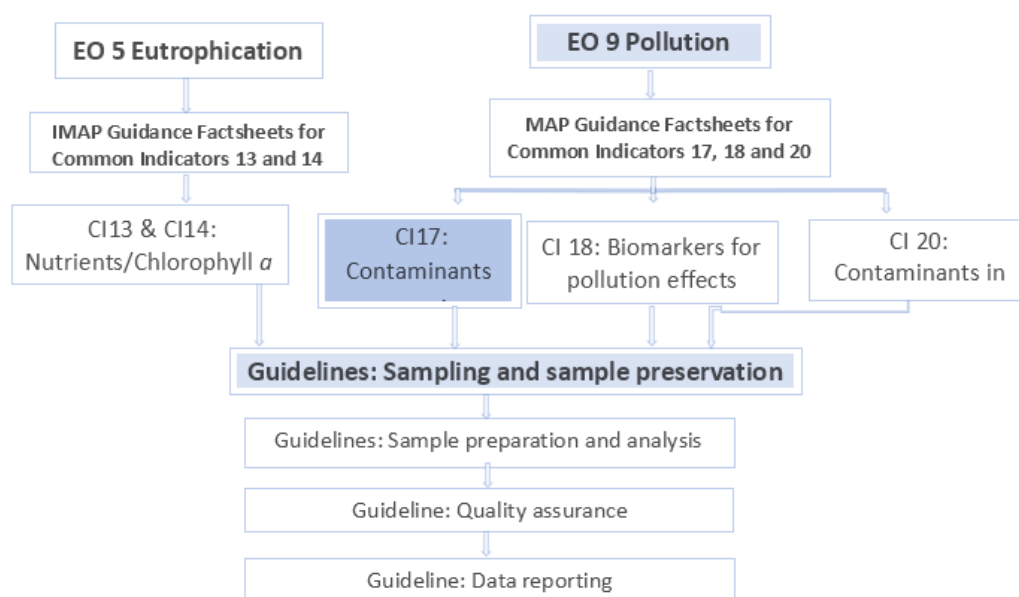 EO 5 Eutrophication
EO 9 Pollution
IMAP Guidance Factsheets for
Common Indicators 13 and 14
MAP Guidance Factsheets for
Common Indicators 17, 18 and 20
CI13 & CI14:
Nutrients/Chlorophyll a
CI17:
Contaminants
CI 18: Biomarkers for
pollution effects
CI 20:
Contaminants in
Guidelines: Sampling and sample preservation
Guidelines: Sample preparation and analysis
Guideline: Quality assurance
Guideline: Data reporting